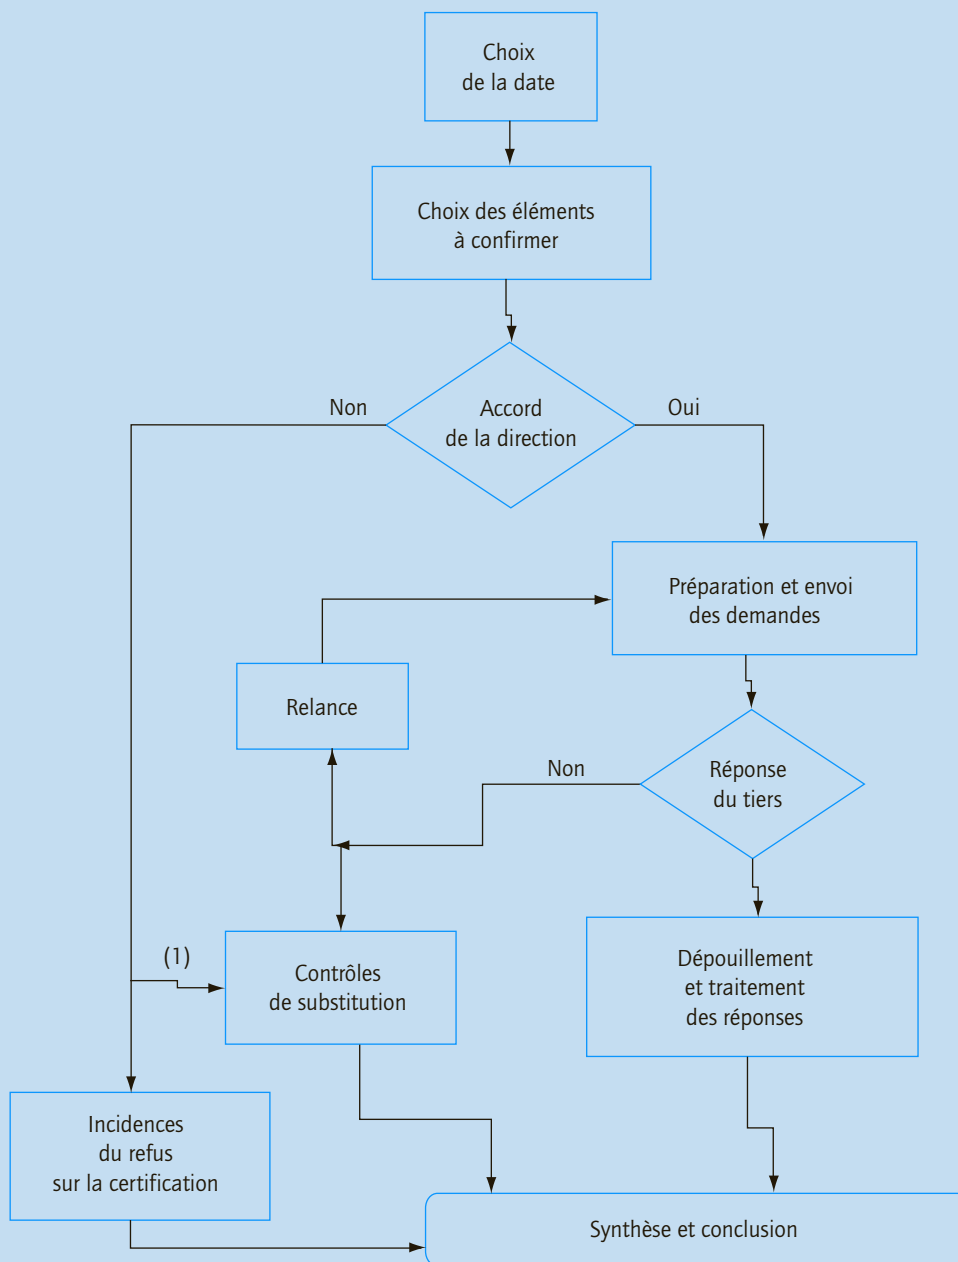 Choix
de la date
Choix des éléments
à confirmer
Accord
de la direction
Non
Oui
Préparation et envoi
des demandes
Relance
Réponse
du tiers
Non
(1)
Contrôles
de substitution
Dépouillement
et traitement
des réponses
Incidences
du refus
sur la certification
Synthèse et conclusion